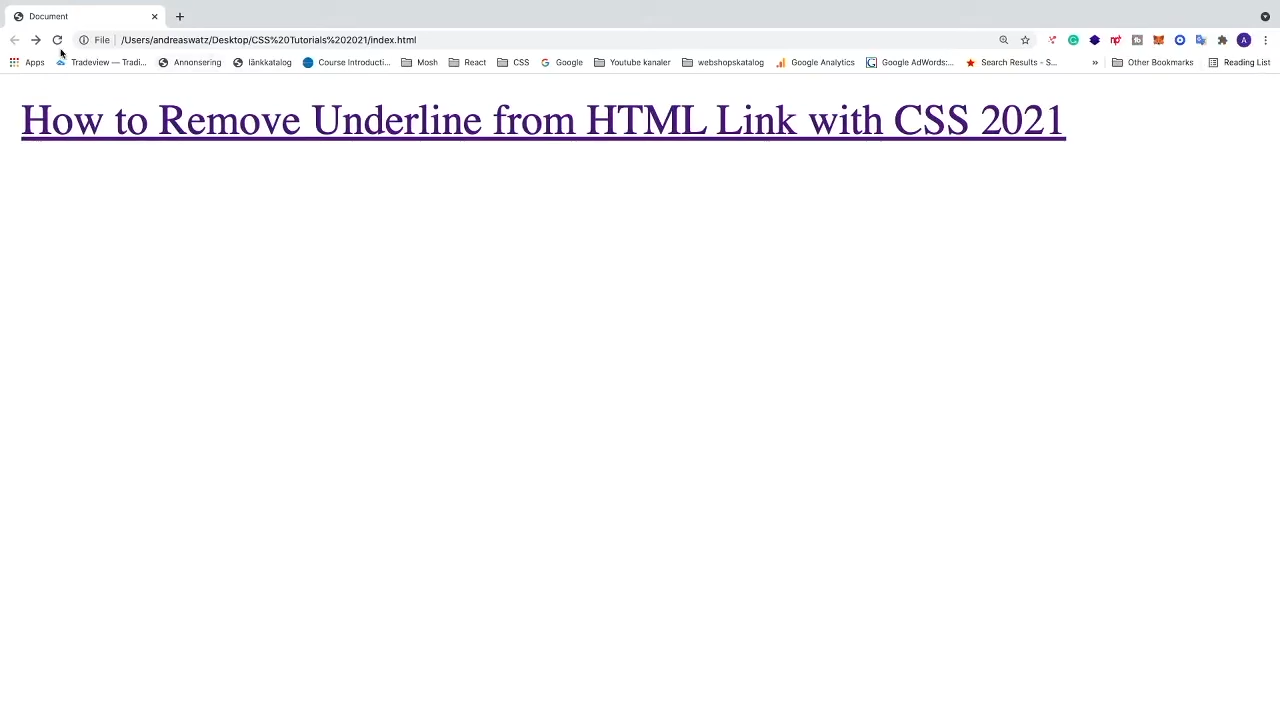 Document
File /Users/andreaswatz/Desktop/CSS%20Tutorials%202021/index.html
Apps Tradeview — Tradi... Annonsering länkkatalog Course Introducti... Mosh React CSS Google Youtube kanaler webshopskatalog Google Analytics Google AdWords:... Search Results - S... » Other Bookmarks Reading List
How to Remove Underline from HTML Link with CSS 2021